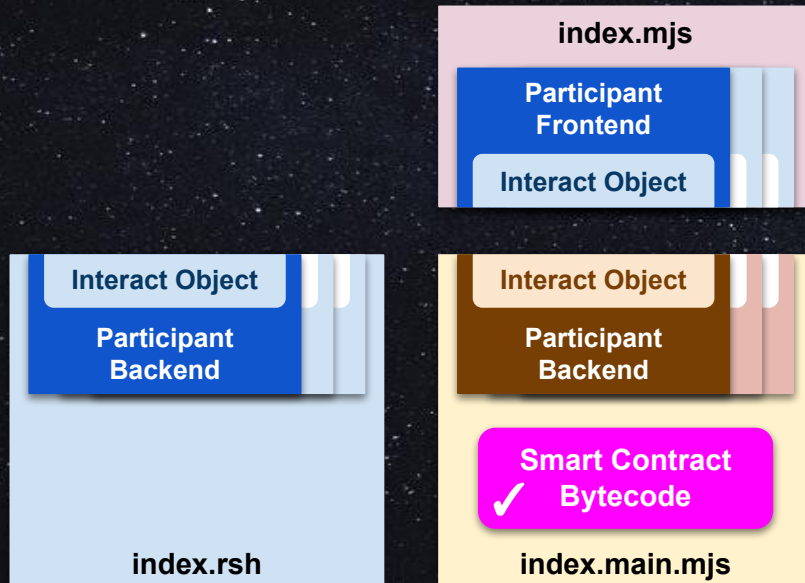 index.mjs
Participant
Frontend
Interact Object
Interact Object
Participant
Backend
index.rsh
Interact Object
Participant
Backend
Smart Contract
✓ Bytecode
index.main.mjs